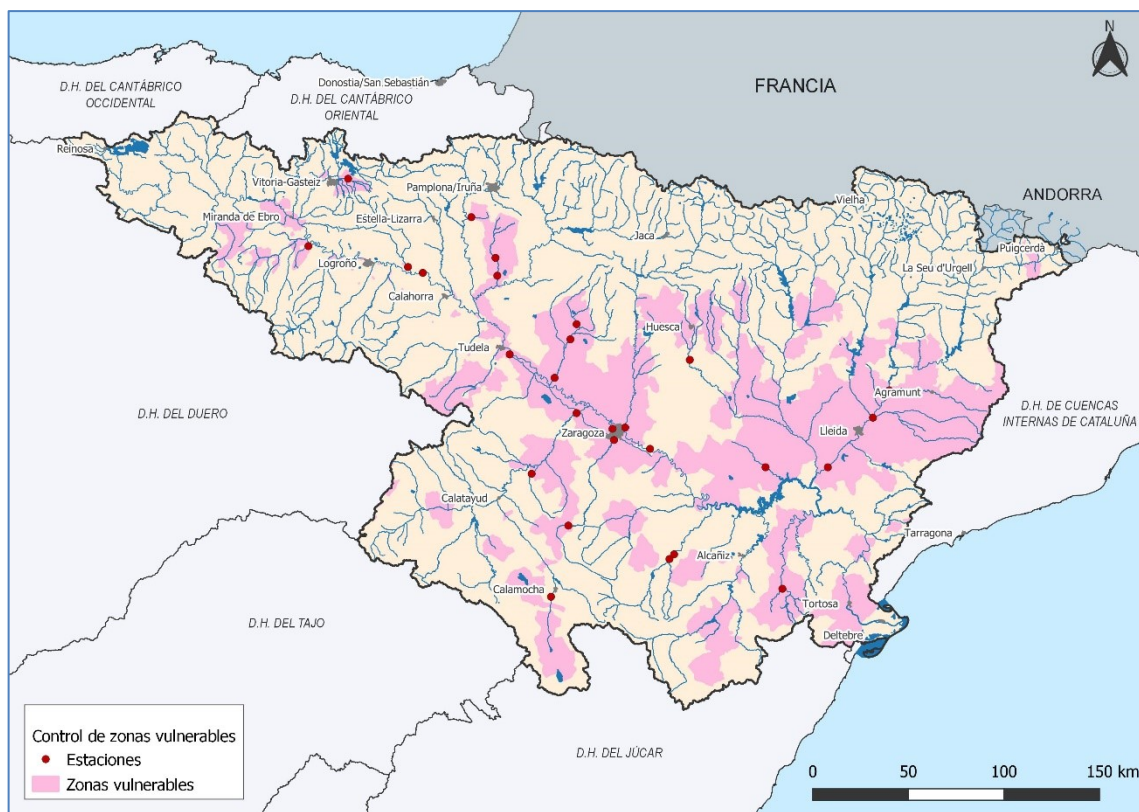 N
D.H. DEL CANTÁBRICO
OCCIDENTAL
Donostia/San Sebastián
D.H. DEL CANTÁBRICO
ORIENTAL
FRANCIA
Reinosa
Vitoria-Gasteiz
Pamplona/Iruña
Vielha
ANDORRA
Miranda de Ebro
Estella-Lizarra
Jaca
Puigcerdà
Logroño
La Seu d'Urgell
Calahorra
Huesca
Tudela
Agramunt
D.H. DEL DUERO
D.H. DE CUENCAS
INTERNAS DE CATALUÑA
Zaragoza
Lleida
Calatayud
Tarragona
Alcañiz
Calamocha
Tortosa
D.H. DEL TAJO
Deltebre
D.H. DEL JÚCAR
Control de zonas vulnerables
Estaciones
Zonas vulnerables
0 50 100 150 km